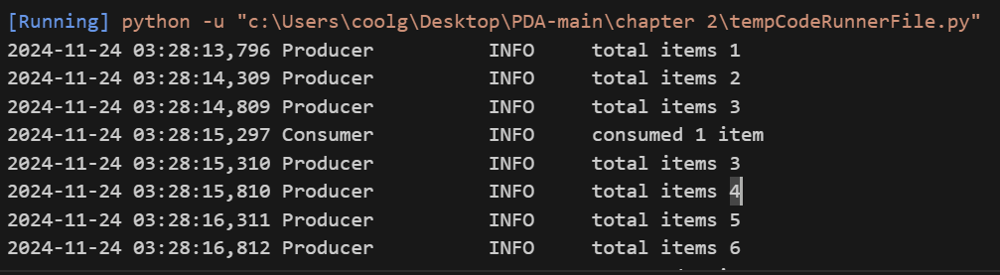 [Running] python -u "c:\Users\coolg\Desktop\PDA-main\chapter 2\tempCodeRunnerFile.py"
2024-11-24 03:28:13,796 Producer          INFO     total items 1
2024-11-24 03:28:14,309 Producer          INFO     total items 2
2024-11-24 03:28:14,809 Producer          INFO     total items 3
2024-11-24 03:28:15,297 Consumer          INFO     consumed 1 item
2024-11-24 03:28:15,310 Producer          INFO     total items 3
2024-11-24 03:28:15,810 Producer          INFO     total items 4
2024-11-24 03:28:16,311 Producer          INFO     total items 5
2024-11-24 03:28:16,812 Producer          INFO     total items 6